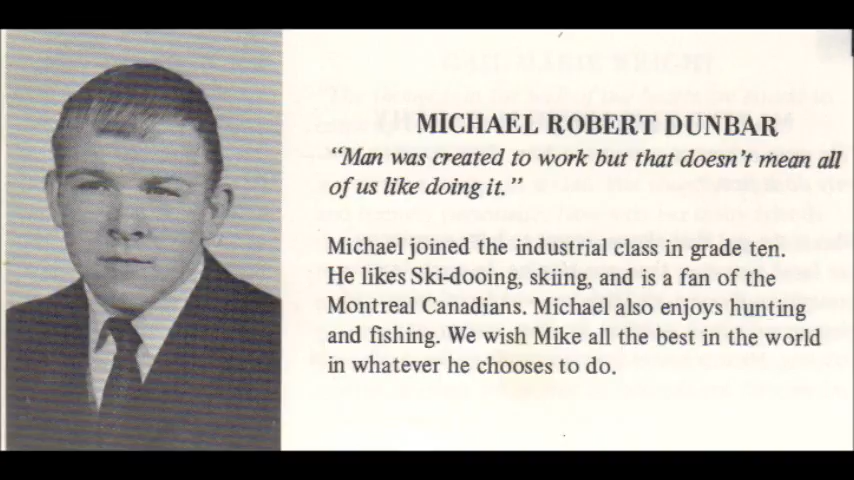 MICHAEL ROBERT DUNBAR
“Man was created to work but that doesn’t mean all
of us like doing it.”
Michael joined the industrial class in grade ten.
He likes Ski-dooing, skiing, and is a fan of the
Montreal Canadians. Michael also enjoys hunting
and fishing. We wish Mike all the best in the world
in whatever he chooses to do.